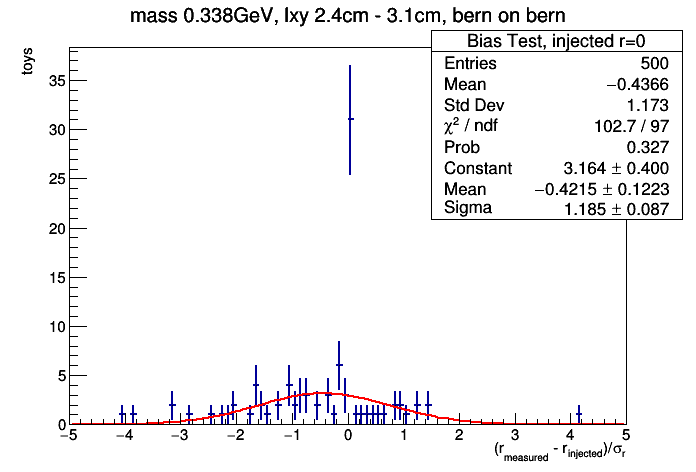 mass 0.338GeV, lxy 2.4cm - 3.1cm, bern on bern
toys
Bias Test, injected r=0
Entries 500
Mean −0.4366
Std Dev 1.173
χ² / ndf 102.7 / 97
Prob 0.327
Constant 3.164 ± 0.400
Mean −0.4215 ± 0.1223
Sigma 1.185 ± 0.087
35
30
25
20
15
10
5
0
−5 −4 −3 −2 −1 0 1 2 3 4 5
(r_measured - r_injected)/σ_r